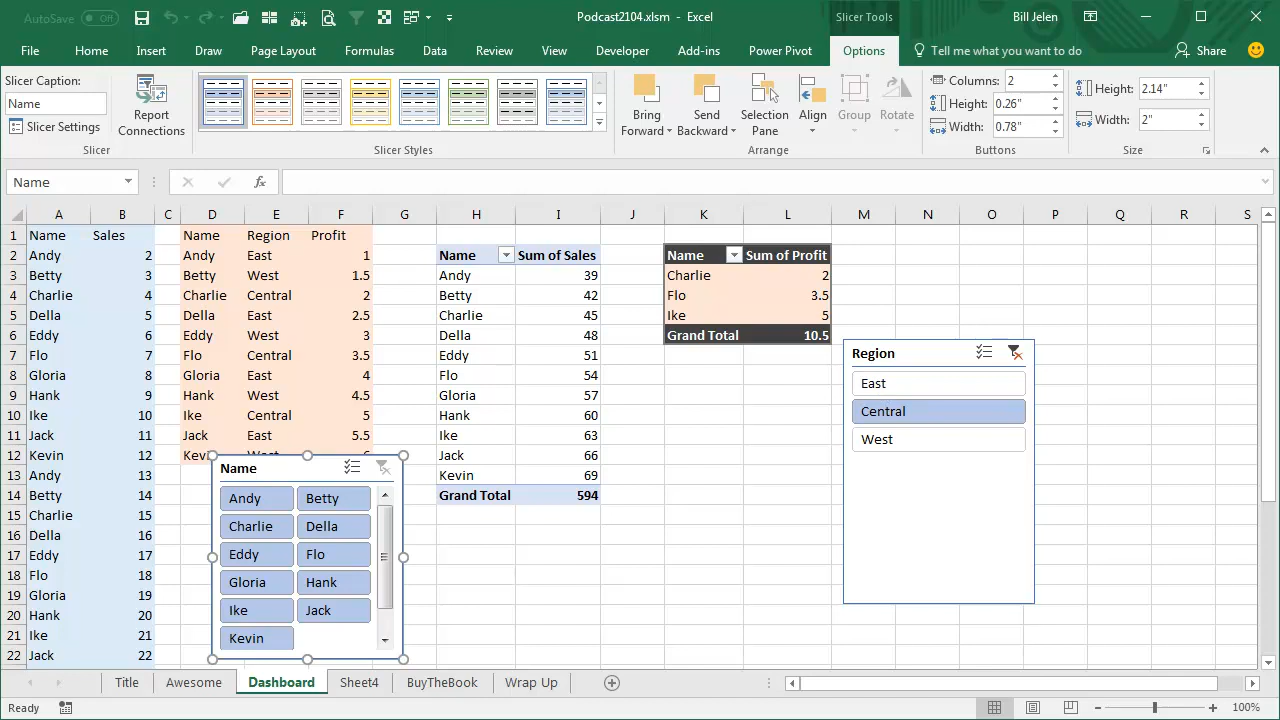 AutoSave Off
Podcast2104.xlsm - Excel
Slicer Tools
Bill Jelen
File Home Insert Draw Page Layout Formulas Data Review View Developer Add-ins Power Pivot Options Tell me what you want to do Share
Slicer Caption:
Name
Slicer Settings
Slicer
Report Connections
Slicer Styles
Bring Forward
Send Backward
Selection Pane
Align
Group
Rotate
Arrange
Columns: 2
Height: 0.26"
Width: 0.78"
Buttons
Height: 2.14"
Width: 2"
Size
Name
A B C D E F G H I J K L M N O P Q R S
1 Name Sales Name Region Profit
2 Andy 2 Andy East 1 Name Sum of Sales Name Sum of Profit
3 Betty 3 Betty West 1.5 Andy 39 Charlie 2
4 Charlie 4 Charlie Central 2 Betty 42 Flo 3.5
5 Della 5 Della East 2.5 Charlie 45 Ike 5
6 Eddy 6 Eddy West 3 Della 48 Grand Total 10.5
7 Flo 7 Flo Central 3.5 Eddy 51
8 Gloria 8 Gloria East 4 Flo 54
9 Hank 9 Hank West 4.5 Gloria 57
10 Ike 10 Ike Central 5 Hank 60
11 Jack 11 Jack East 5.5 Ike 63
12 Kevin 12 Jack 66
13 Andy 13 Kevin 69
14 Betty 14 Grand Total 594
15 Charlie 15
16 Della 16
17 Eddy 17
18 Flo 18
19 Gloria 19
20 Hank 20
21 Ike 21
22 Jack 22
Region
East
Central
West
Name
Andy Betty
Charlie Della
Eddy Flo
Gloria Hank
Ike Jack
Kevin
Title Awesome Dashboard Sheet4 BuyTheBook Wrap Up
Ready
100%